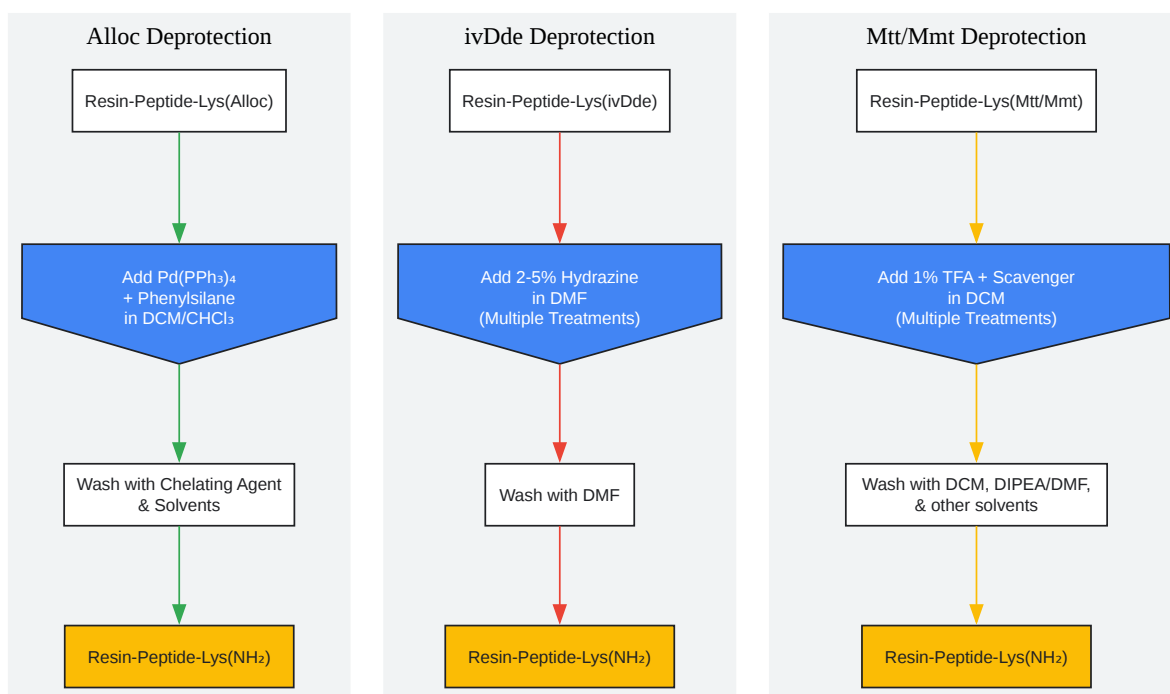 Alloc Deprotection
Resin-Peptide-Lys(Alloc)
Add Pd(PPh₃)₄
+ Phenylsilane
in DCM/CHCl₃
Wash with Chelating Agent
& Solvents
Resin-Peptide-Lys(NH₂)
ivDde Deprotection
Resin-Peptide-Lys(ivDde)
Add 2-5% Hydrazine
in DMF
(Multiple Treatments)
Wash with DMF
Resin-Peptide-Lys(NH₂)
Mtt/Mmt Deprotection
Resin-Peptide-Lys(Mtt/Mmt)
Add 1% TFA + Scavenger
in DCM
(Multiple Treatments)
Wash with DCM, DIPEA/DMF,
& other solvents
Resin-Peptide-Lys(NH₂)